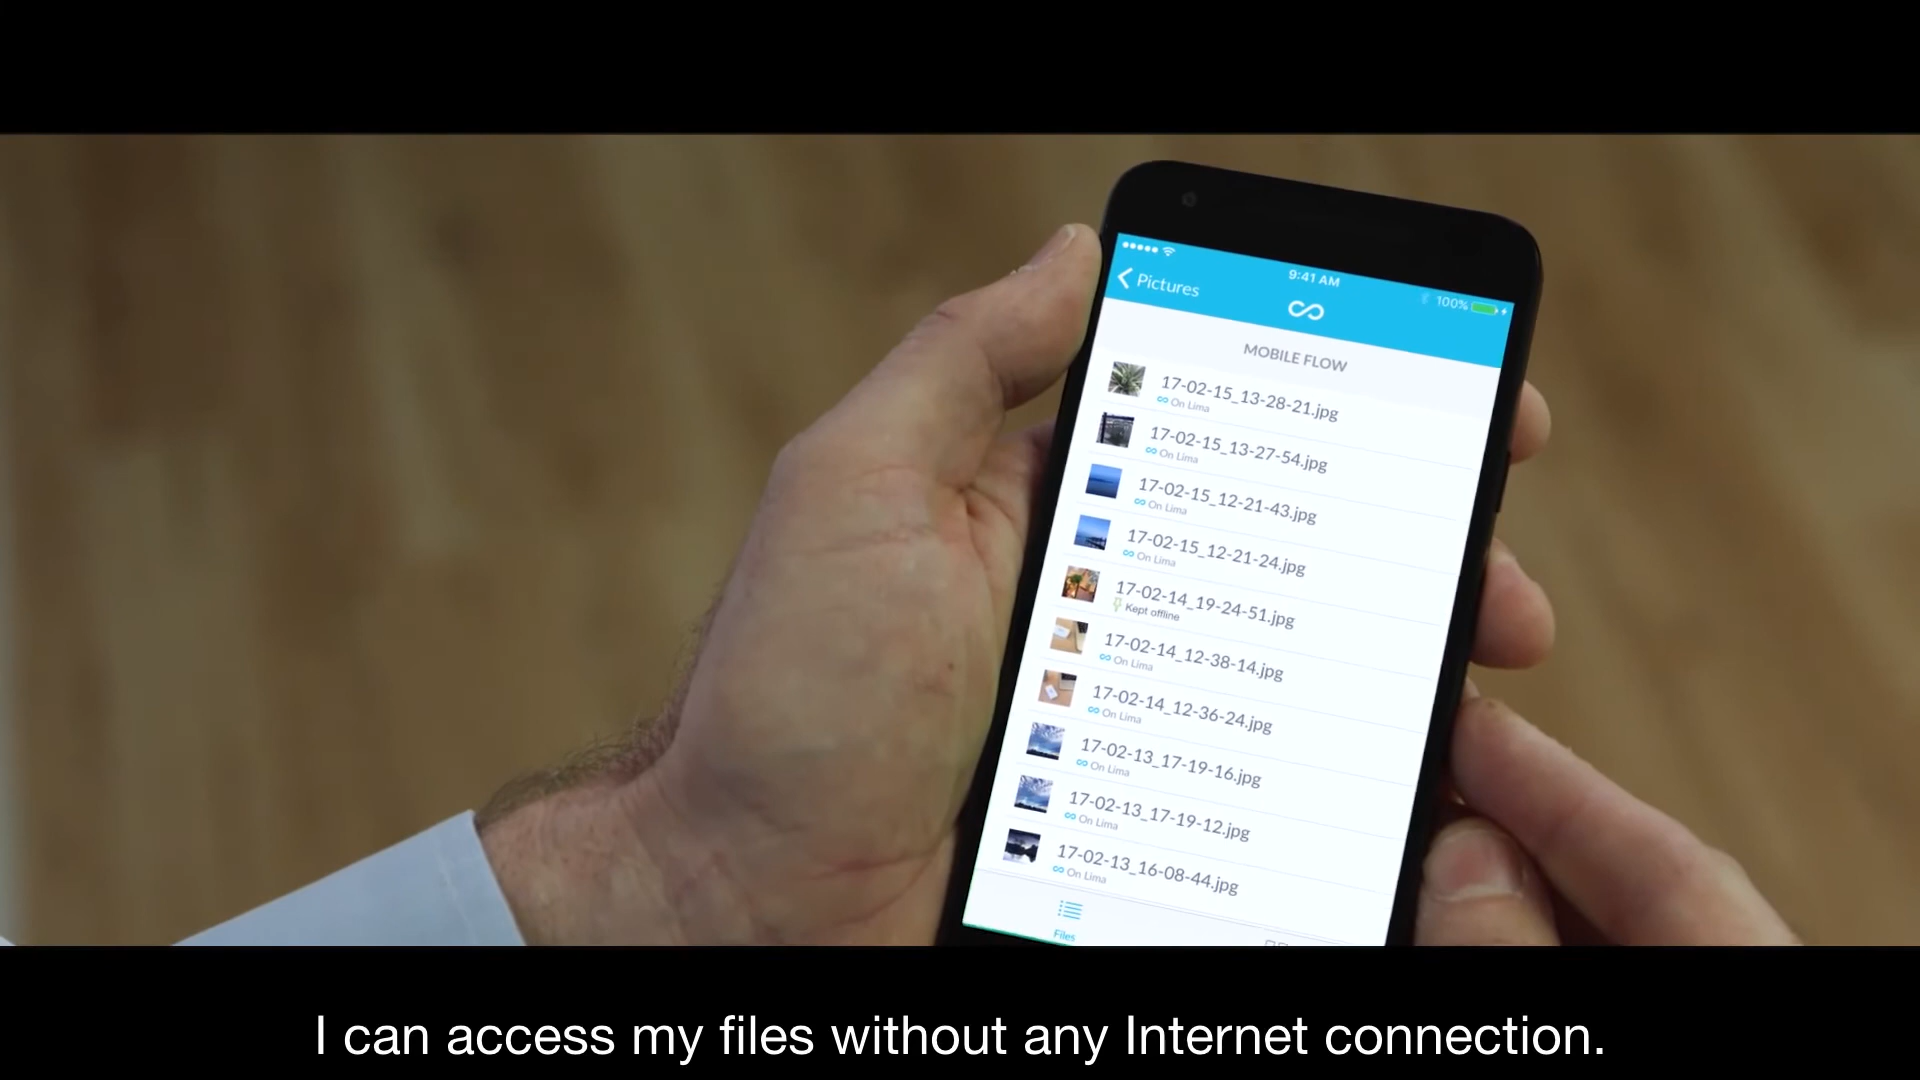 9:41 AM
100%
Pictures
MOBILE FLOW
17-02-15_13-28-21.jpg
On Lima
17-02-15_13-27-54.jpg
On Lima
17-02-15_12-21-43.jpg
On Lima
17-02-15_12-21-24.jpg
On Lima
17-02-14_19-24-51.jpg
Kept offline
17-02-14_12-38-14.jpg
On Lima
17-02-14_12-36-24.jpg
On Lima
17-02-13_17-19-16.jpg
On Lima
17-02-13_17-19-12.jpg
On Lima
17-02-13_16-08-44.jpg
On Lima
Files
I can access my files without any Internet connection.